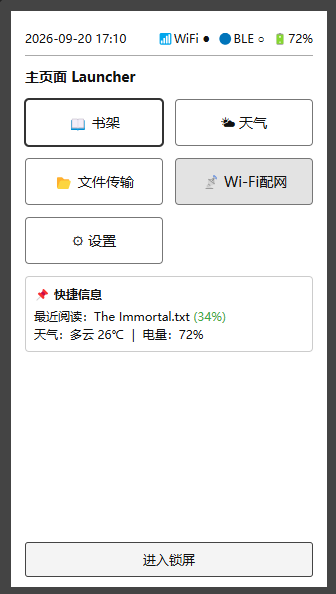 2026-09-20 17:10 📶 WiFi ● 🔵 BLE ○ 🔋 72%
主页面 Launcher
📖 书架
🌥 天气
📂 文件传输
📡 Wi-Fi配网
⚙ 设置
📌 快捷信息
最近阅读：The Immortal.txt (34%)
天气：多云 26℃ | 电量：72%
进入锁屏